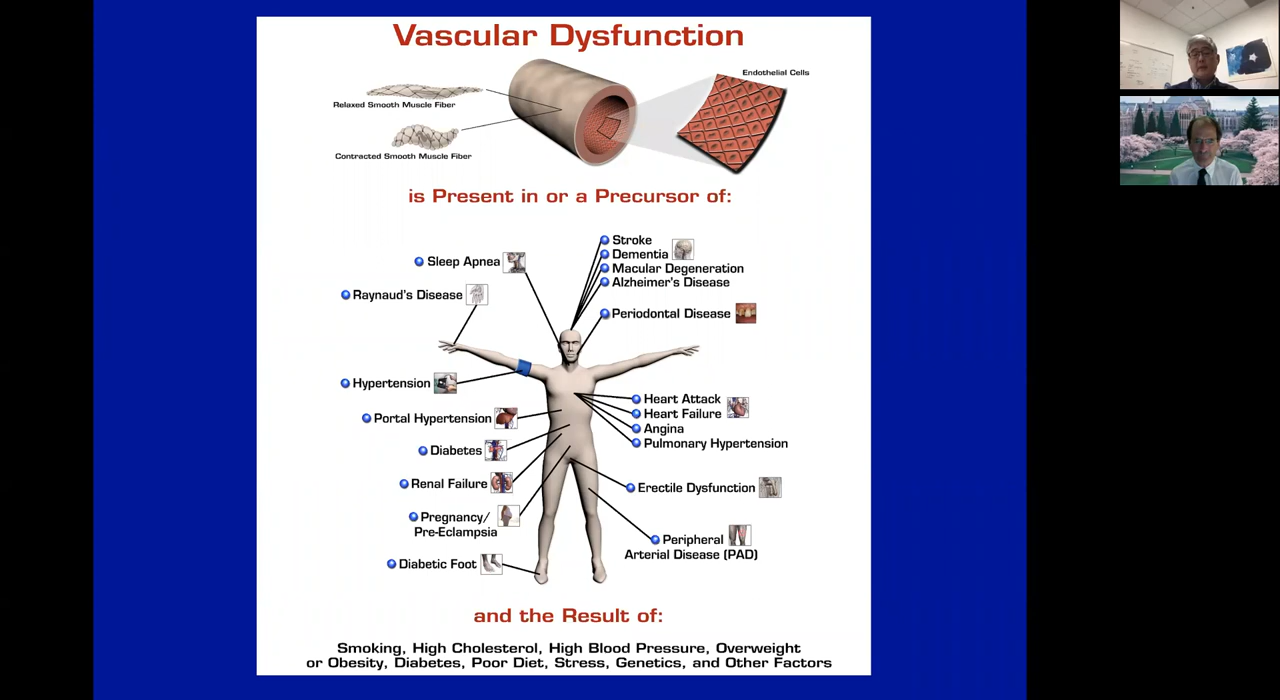 Vascular Dysfunction
Endothelial Cells
Relaxed Smooth Muscle Fiber
Contracted Smooth Muscle Fiber
is Present in or a Precursor of:
Sleep Apnea
Raynaud's Disease
Hypertension
Portal Hypertension
Diabetes
Renal Failure
Pregnancy/
Pre-Eclampsia
Diabetic Foot
Stroke
Dementia
Macular Degeneration
Alzheimer's Disease
Periodontal Disease
Heart Attack
Heart Failure
Angina
Pulmonary Hypertension
Erectile Dysfunction
Peripheral
Arterial Disease (PAD)
and the Result of:
Smoking, High Cholesterol, High Blood Pressure, Overweight
or Obesity, Diabetes, Poor Diet, Stress, Genetics, and Other Factors